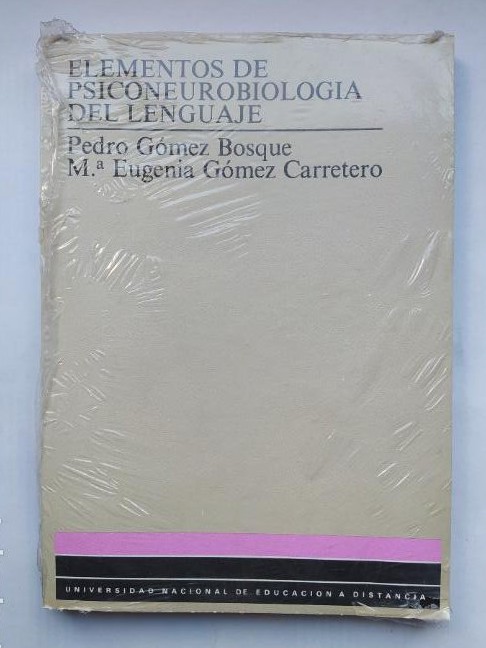 ELEMENTOS DE
PSICONEUROBIOLOGIA
DEL LENGUAJE
Pedro Gómez Bosque
M.ª Eugenia Gómez Carretero
UNIVERSIDAD NACIONAL DE EDUCACION A DISTANCIA